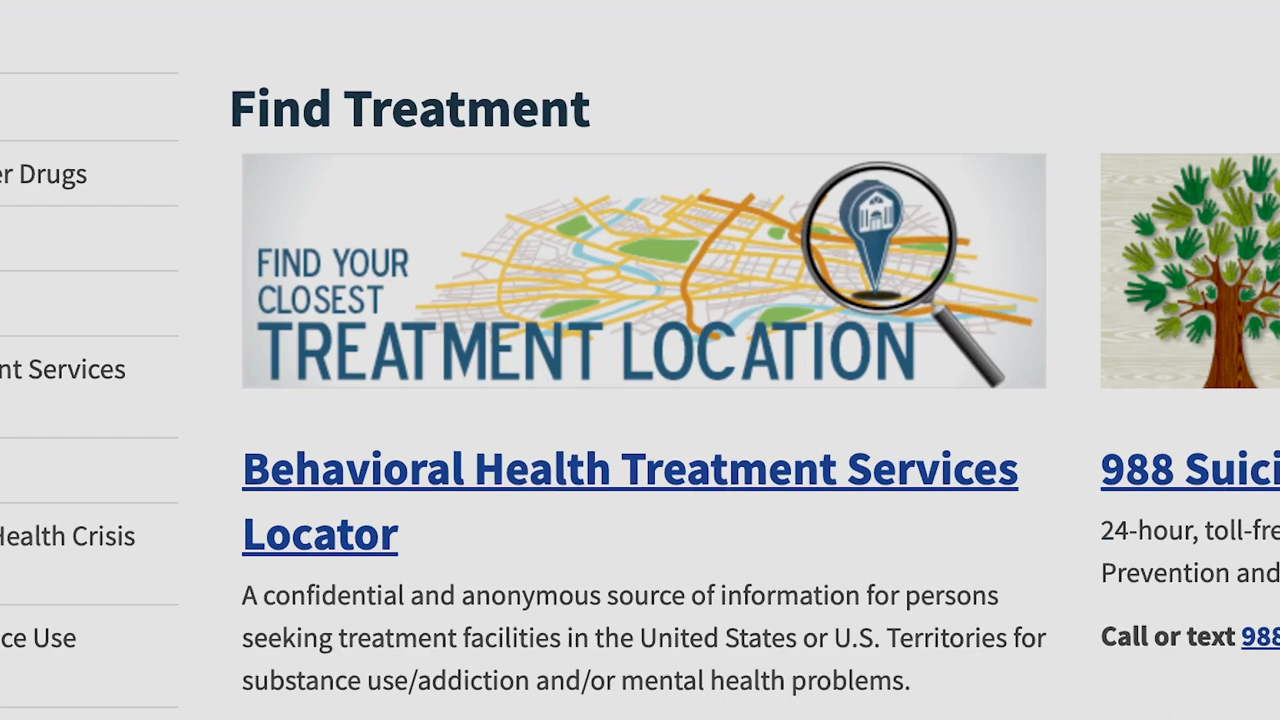 Find Treatment
er Drugs
nt Services
Health Crisis
ce Use
FIND YOUR
CLOSEST
TREATMENT LOCATION
Behavioral Health Treatment Services
Locator
A confidential and anonymous source of information for persons
seeking treatment facilities in the United States or U.S. Territories for
substance use/addiction and/or mental health problems.
988 Suici
24-hour, toll-fre
Prevention and
Call or text 988